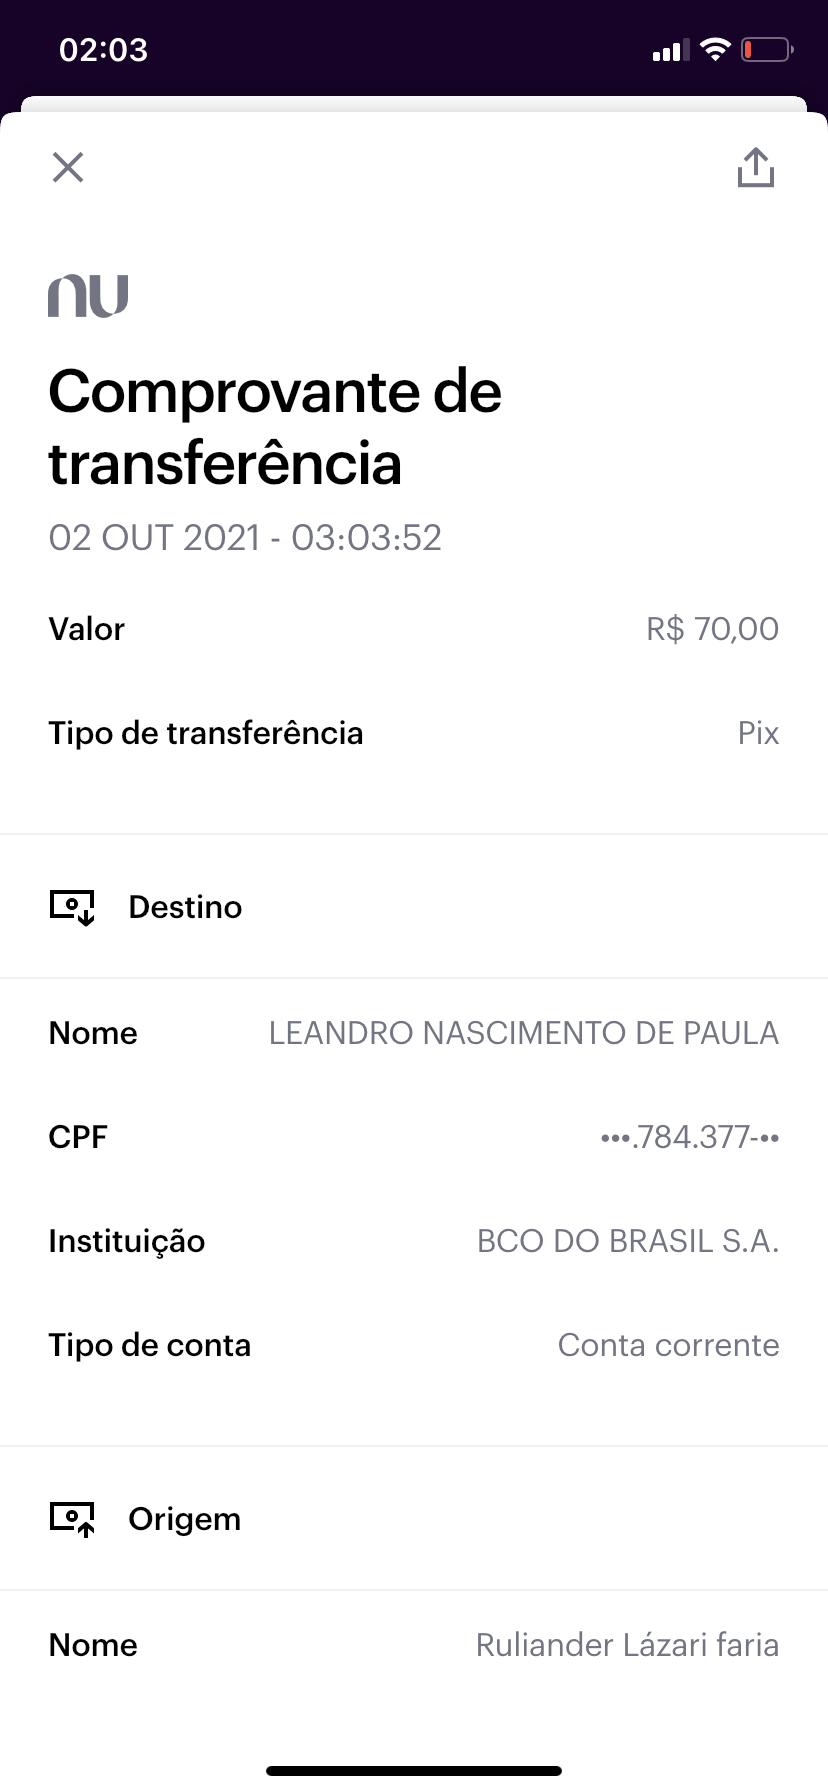 02:03
nu
Comprovante de
transferência
02 OUT 2021 - 03:03:52
Valor R$ 70,00
Tipo de transferência Pix
Destino
Nome LEANDRO NASCIMENTO DE PAULA
CPF •••.784.377-••
Instituição BCO DO BRASIL S.A.
Tipo de conta Conta corrente
Origem
Nome Ruliander Lázari faria